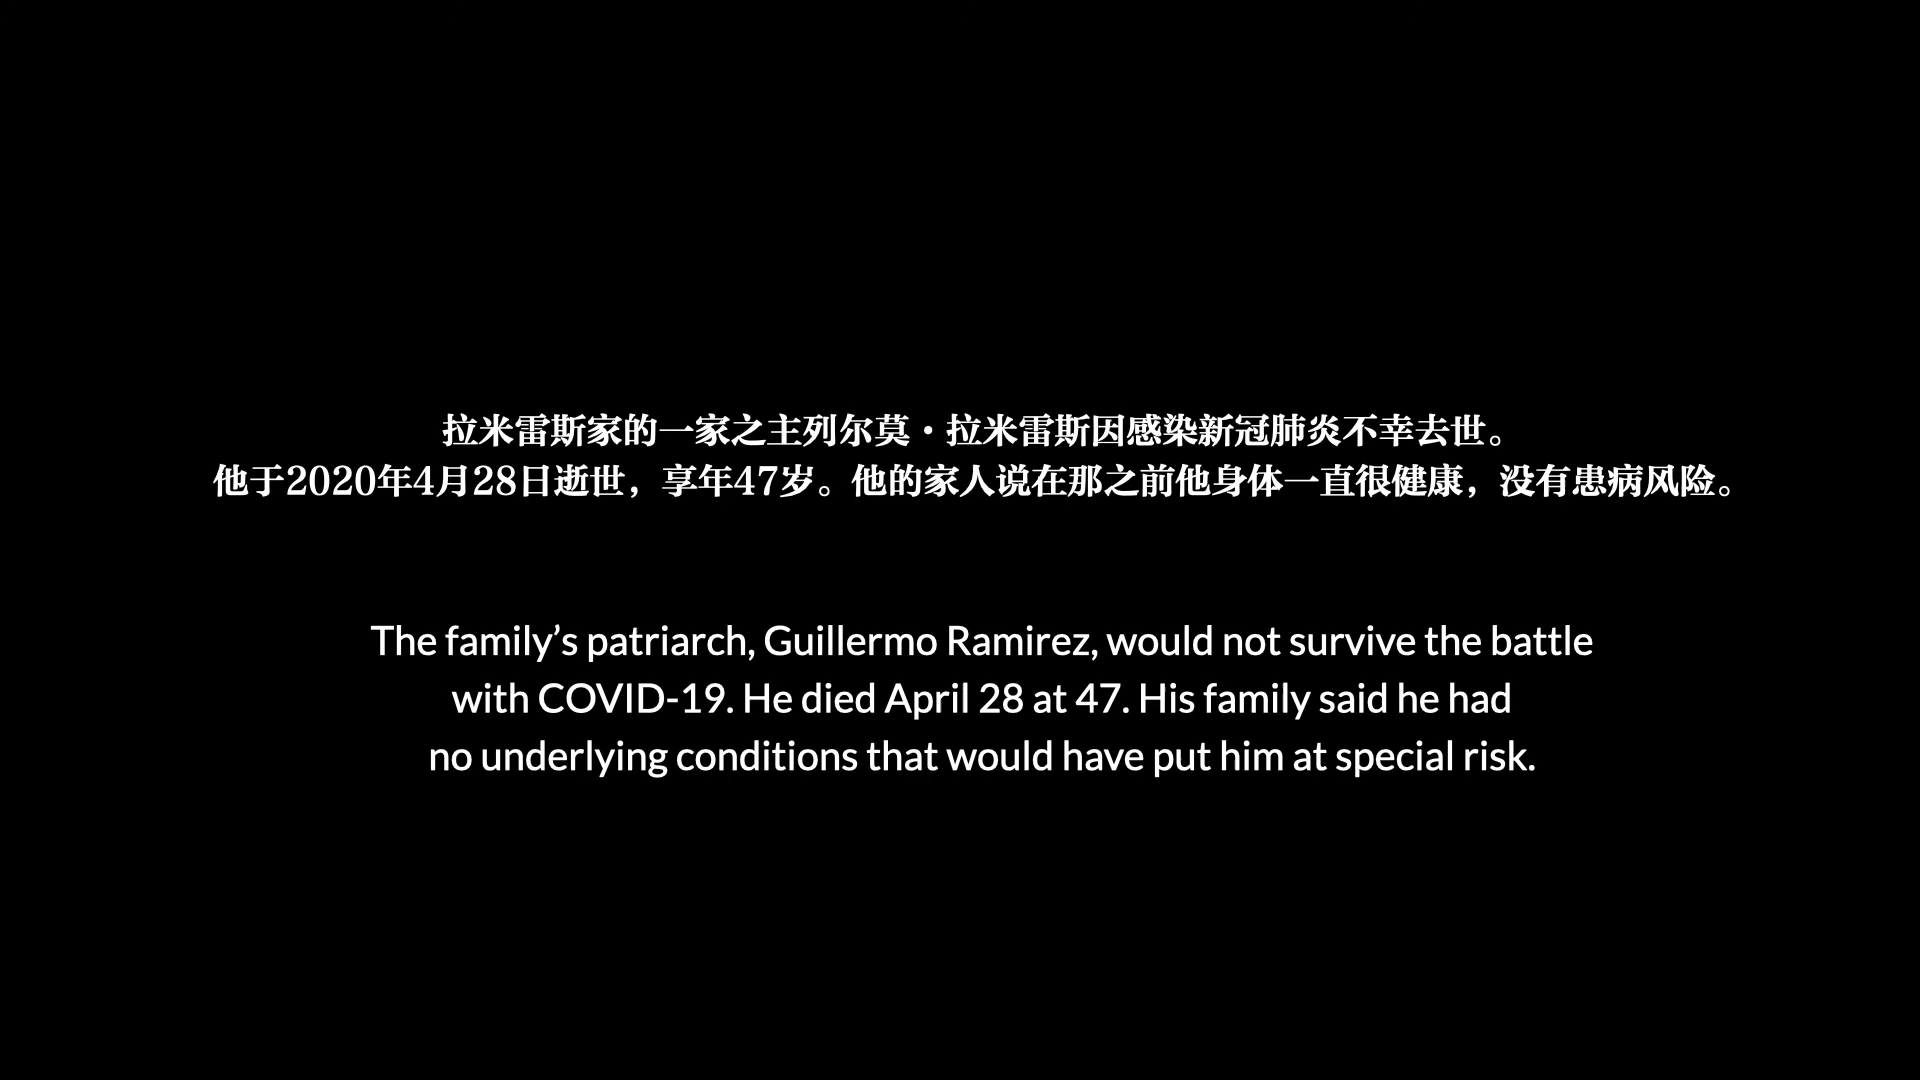 拉米雷斯家的一家之主列尔莫·拉米雷斯因感染新冠肺炎不幸去世。
他于2020年4月28日逝世，享年47岁。他的家人说在那之前他身体一直很健康，没有患病风险。
The family’s patriarch, Guillermo Ramirez, would not survive the battle
with COVID-19. He died April 28 at 47. His family said he had
no underlying conditions that would have put him at special risk.